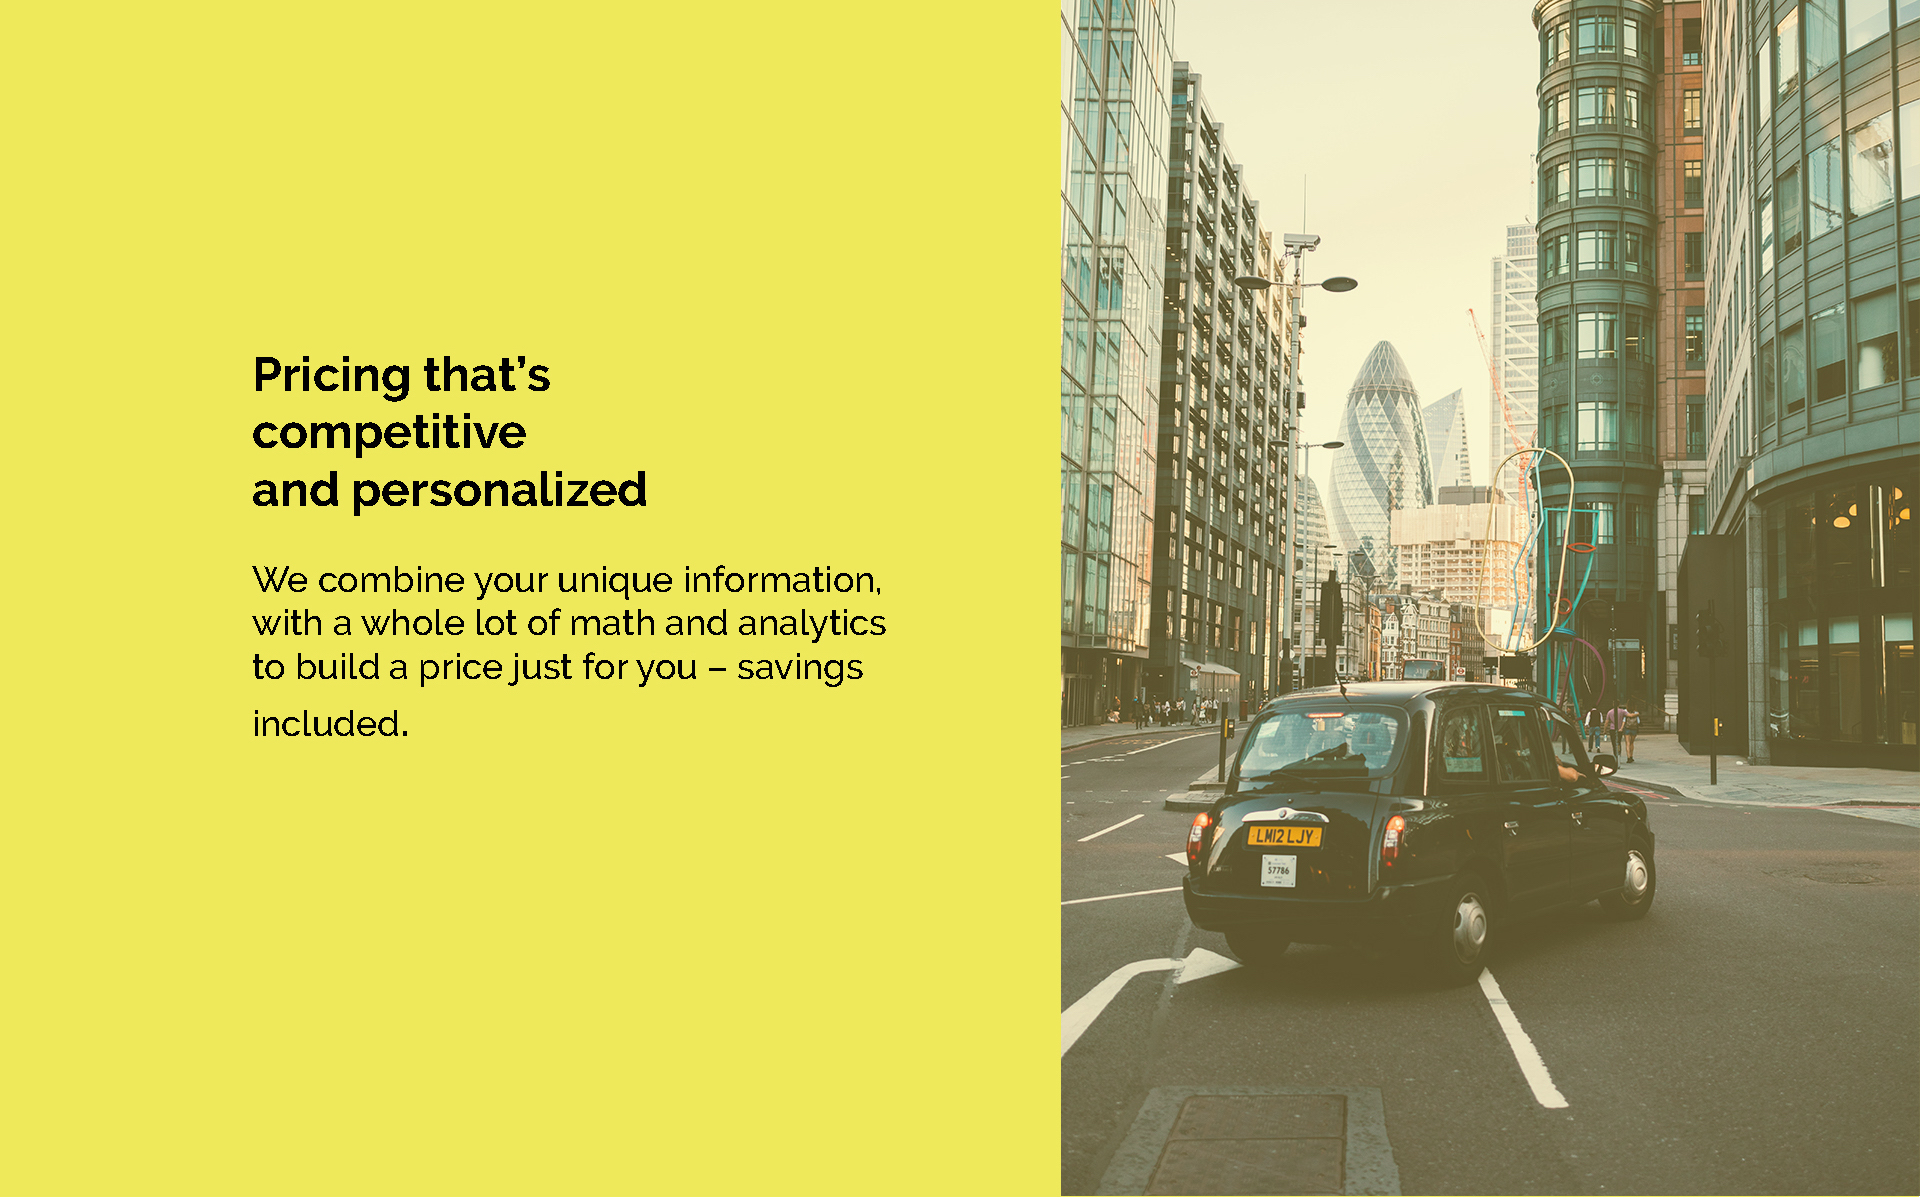 Pricing that’s
competitive
and personalized
We combine your unique information,
with a whole lot of math and analytics
to build a price just for you – savings
included.
LM12 LJY
57786